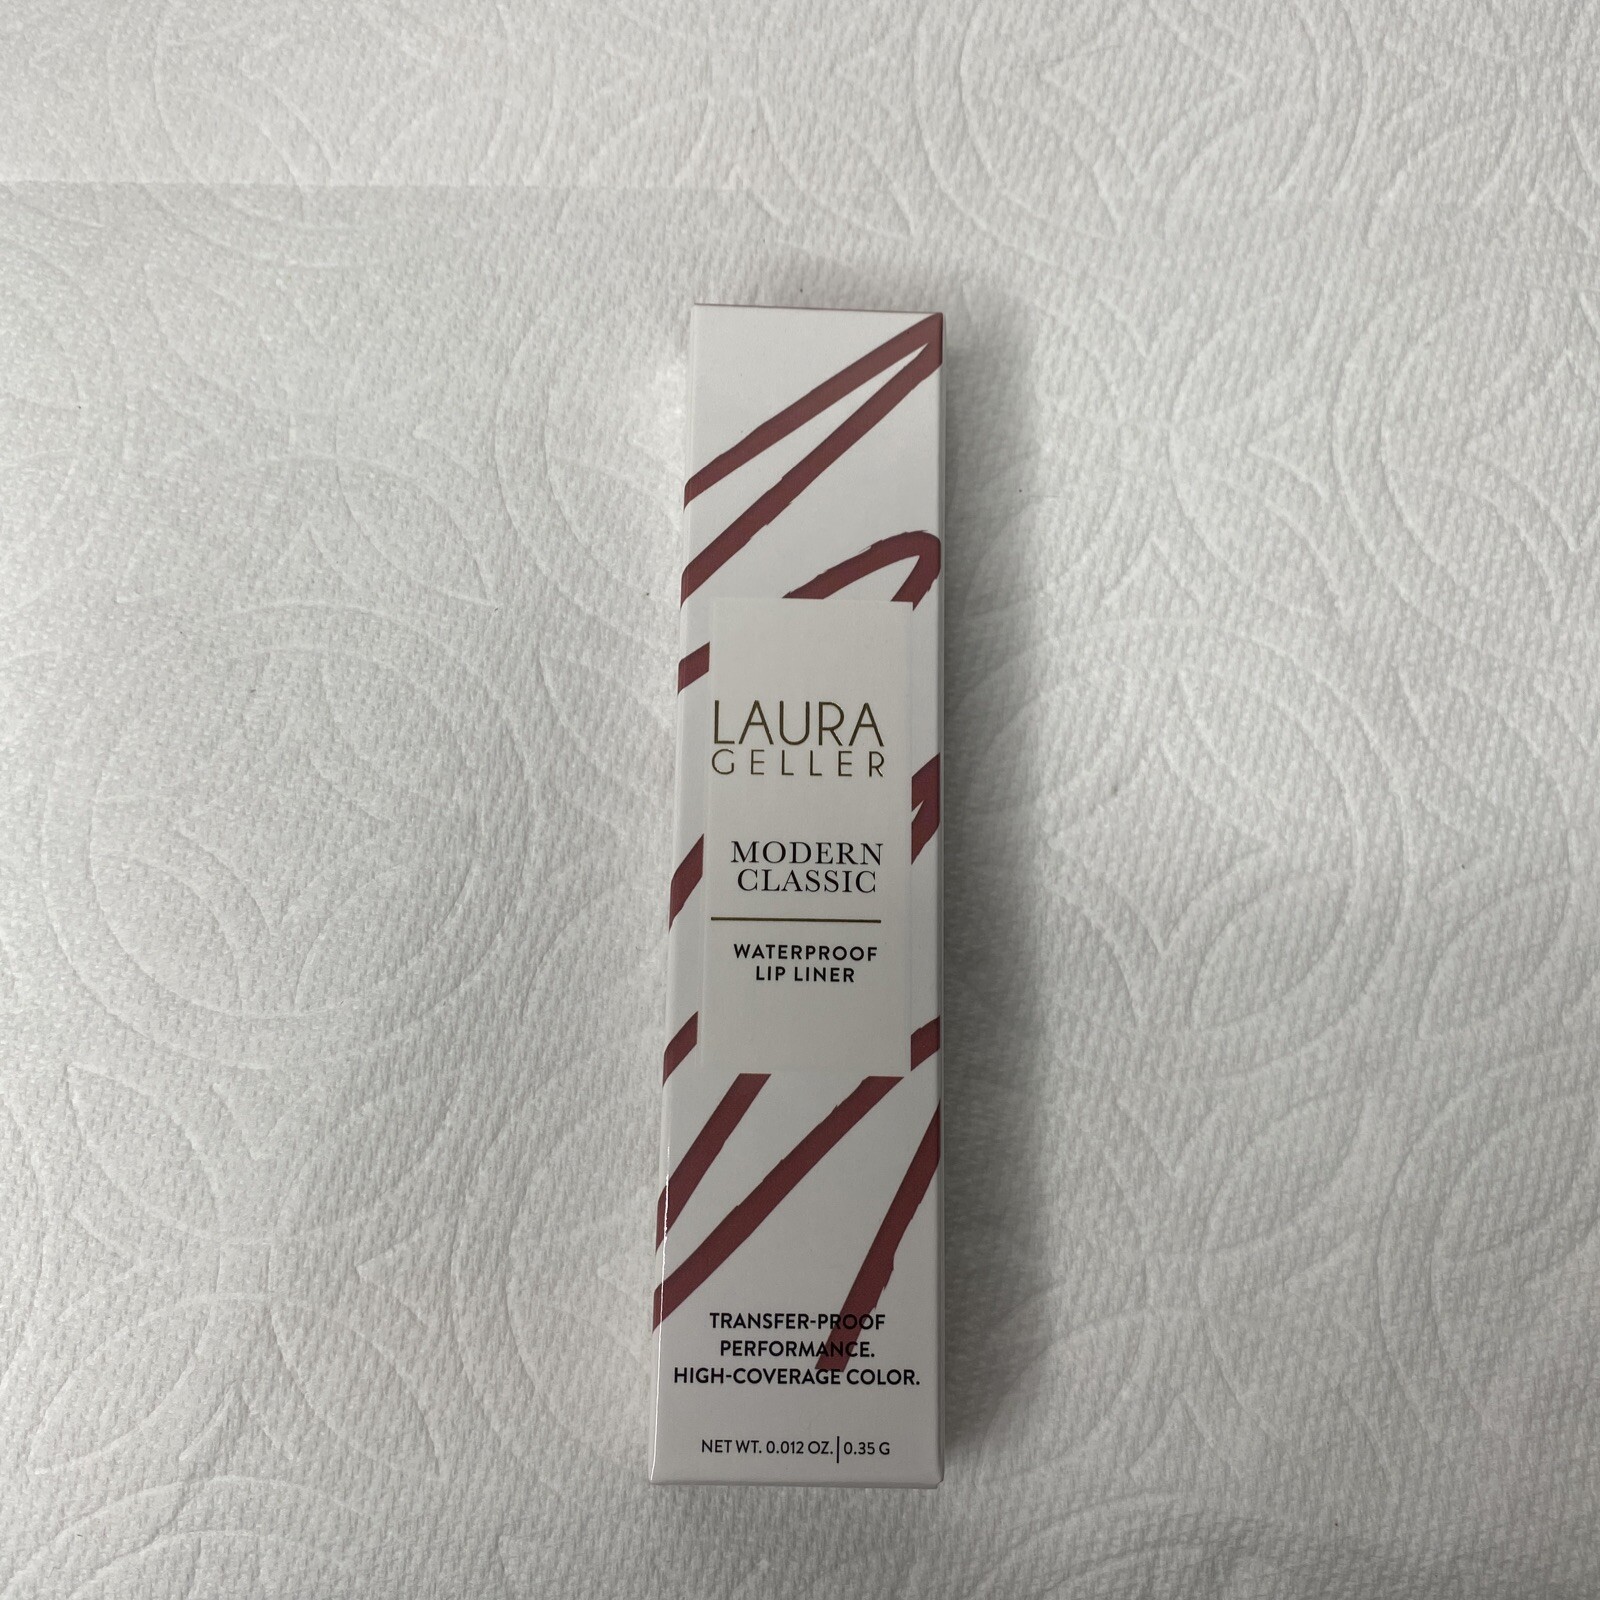 LAURA
GELLER
MODERN
CLASSIC
WATERPROOF
LIP LINER
TRANSFER-PROOF
PERFORMANCE.
HIGH-COVERAGE COLOR.
NET WT. 0.012 OZ. | 0.35 G